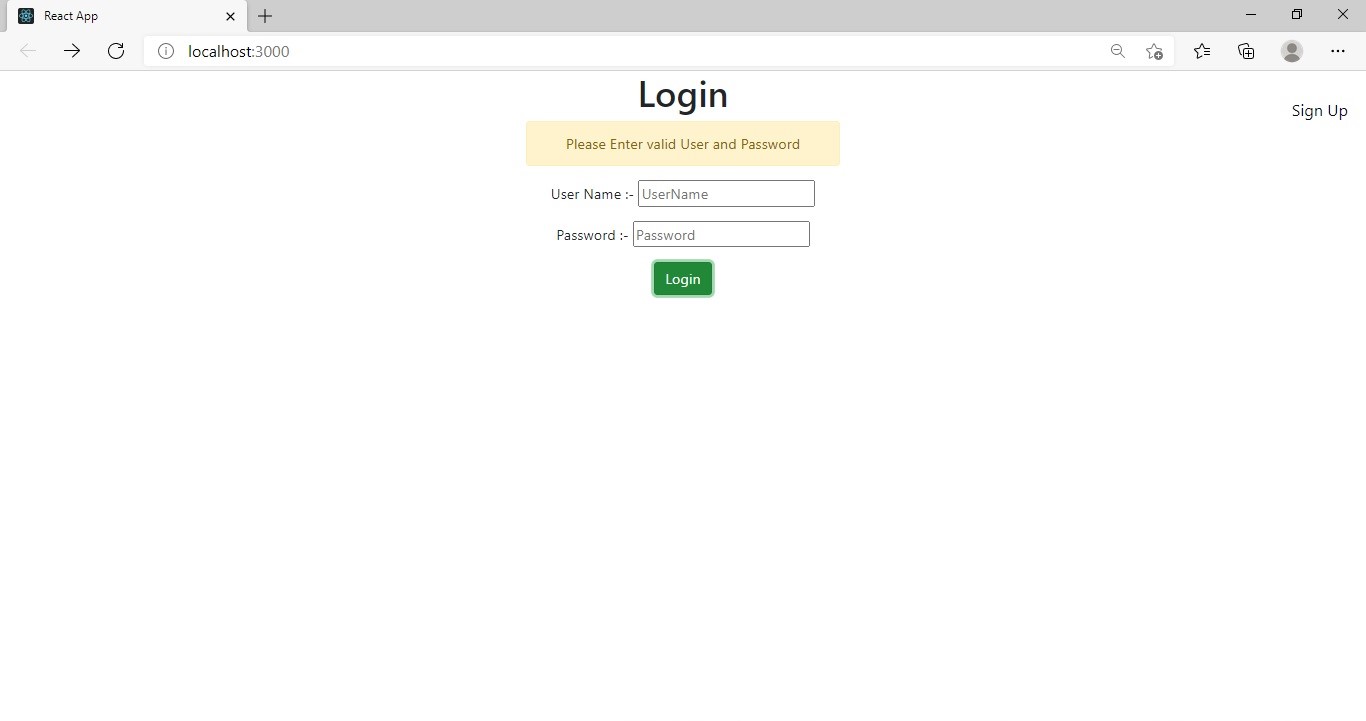 React App
localhost:3000
Login
Sign Up
Please Enter valid User and Password
User Name :- UserName
Password :- Password
Login